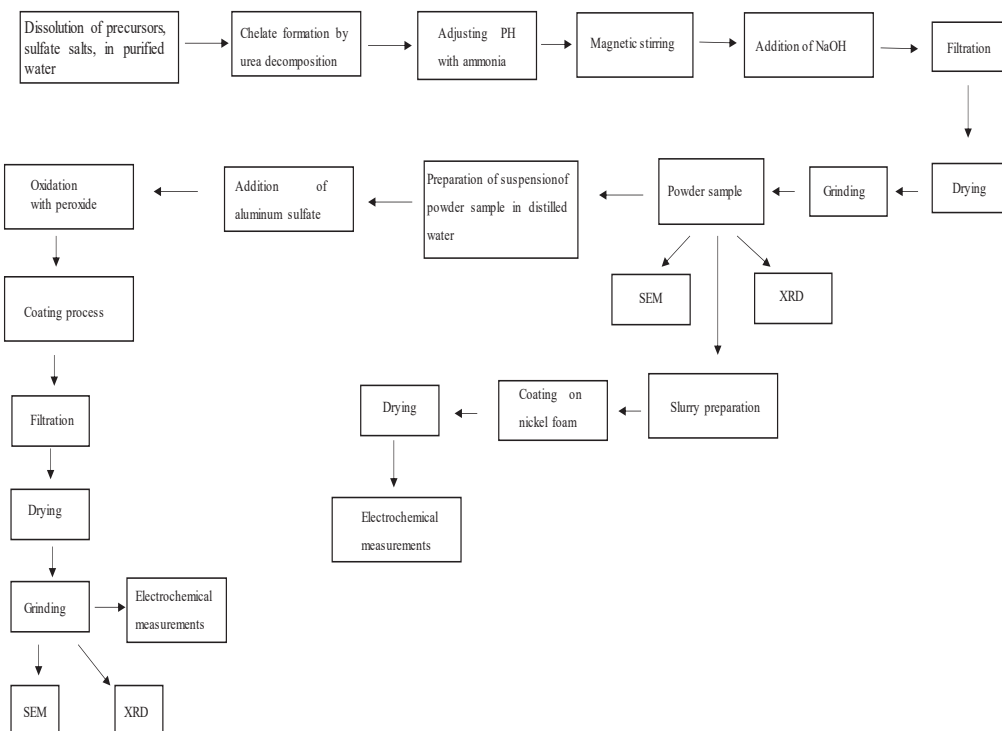 Dissolution of precursors,
sulfate salts, in purified
water
Chelate formation by
urea decomposition
Adjusting PH
with ammonia
Magnetic stirring
Addition of NaOH
Filtration
Drying
Grinding
Powder sample
Preparation of suspensionof
powder sample in distilled
water
Addition of
aluminum sulfate
Oxidation
with peroxide
SEM
XRD
Coating process
Slurry preparation
Coating on
nickel foam
Drying
Electrochemical
measurements
Filtration
Drying
Grinding
Electrochemical
measurements
SEM
XRD